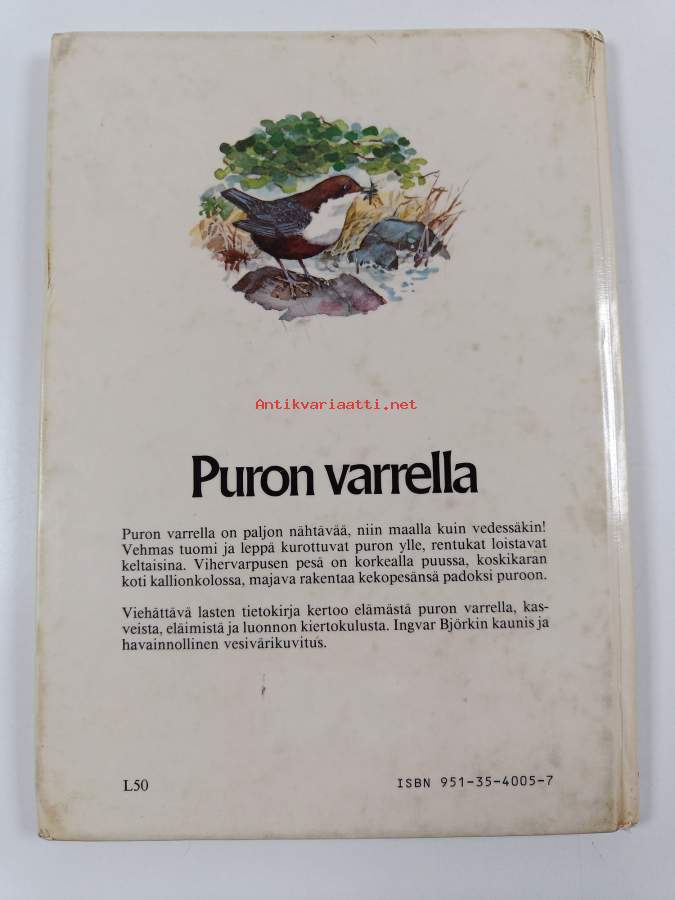 Antikvariaatti.net
Puron varrella
Puron varrella on paljon nähtävää, niin maalla kuin vedessäkin!
Vehmas tuomi ja leppä kurottuvat puron ylle, rentukat loistavat
keltaisina. Vihervarpusen pesä on korkealla puussa, koskikaran
koti kallionkolossa, majava rakentaa kekopesänsä padoksi puroon.
Viehättävä lasten tietokirja kertoo elämästä puron varrella, kas-
veista, eläimistä ja luonnon kiertokulusta. Ingvar Björkin kaunis ja
havainnollinen vesivärikuvitus.
L50
ISBN 951-35-4005-7